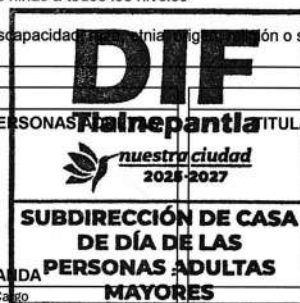 scapacidad, etnia, origen, religión o s
DIF
ERSONAS Tlalnepantla TITUL
nuestra ciudad
2025-2027
SUBDIRECCIÓN DE CASA
DE DÍA DE LAS
ANDA PERSONAS ADULTAS
Cargo MAYORES